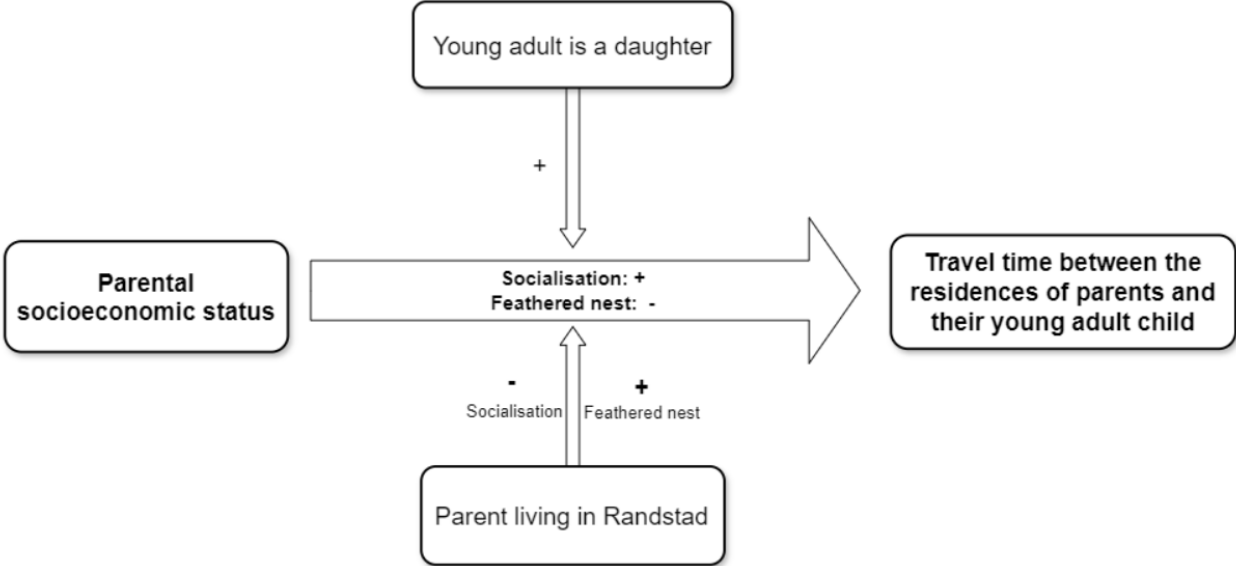 Young adult is a daughter
+
Parental
socioeconomic status
Socialisation: +
Feathered nest: -
Travel time between the
residences of parents and
their young adult child
- +
Socialisation Feathered nest
Parent living in Randstad